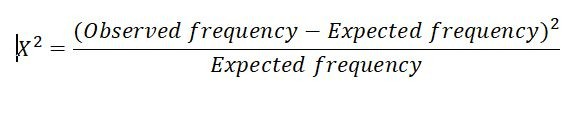 X² = (Observed frequency − Expected frequency)²
Expected frequency